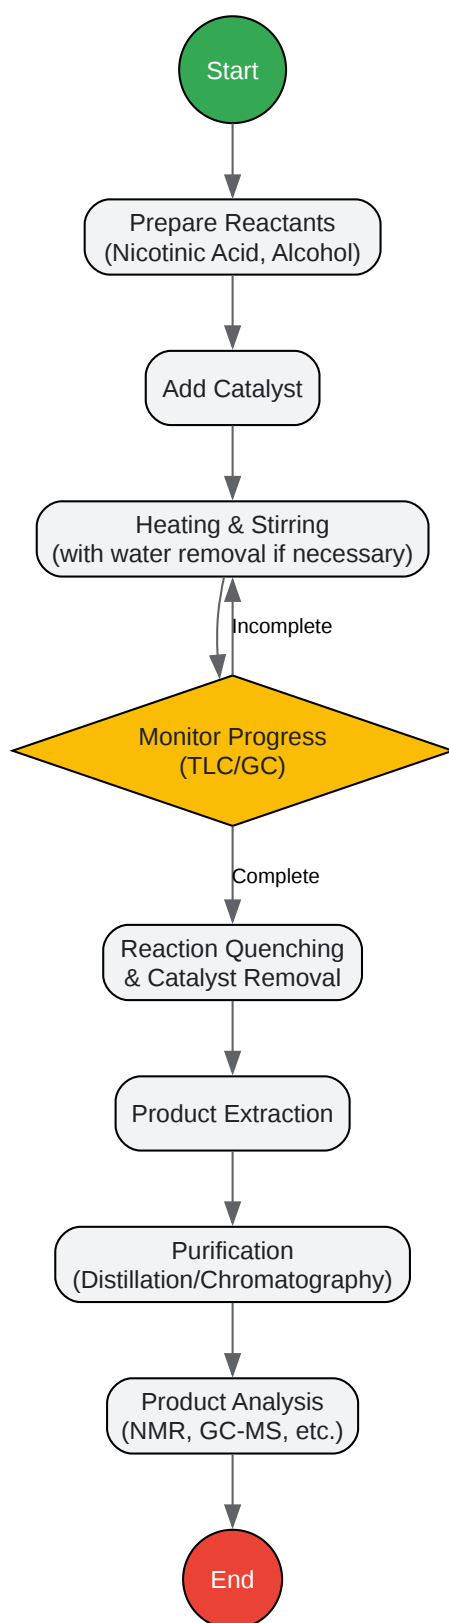 Start
Prepare Reactants
(Nicotinic Acid, Alcohol)
Add Catalyst
Heating & Stirring
(with water removal if necessary)
Incomplete
Monitor Progress
(TLC/GC)
Complete
Reaction Quenching
& Catalyst Removal
Product Extraction
Purification
(Distillation/Chromatography)
Product Analysis
(NMR, GC-MS, etc.)
End